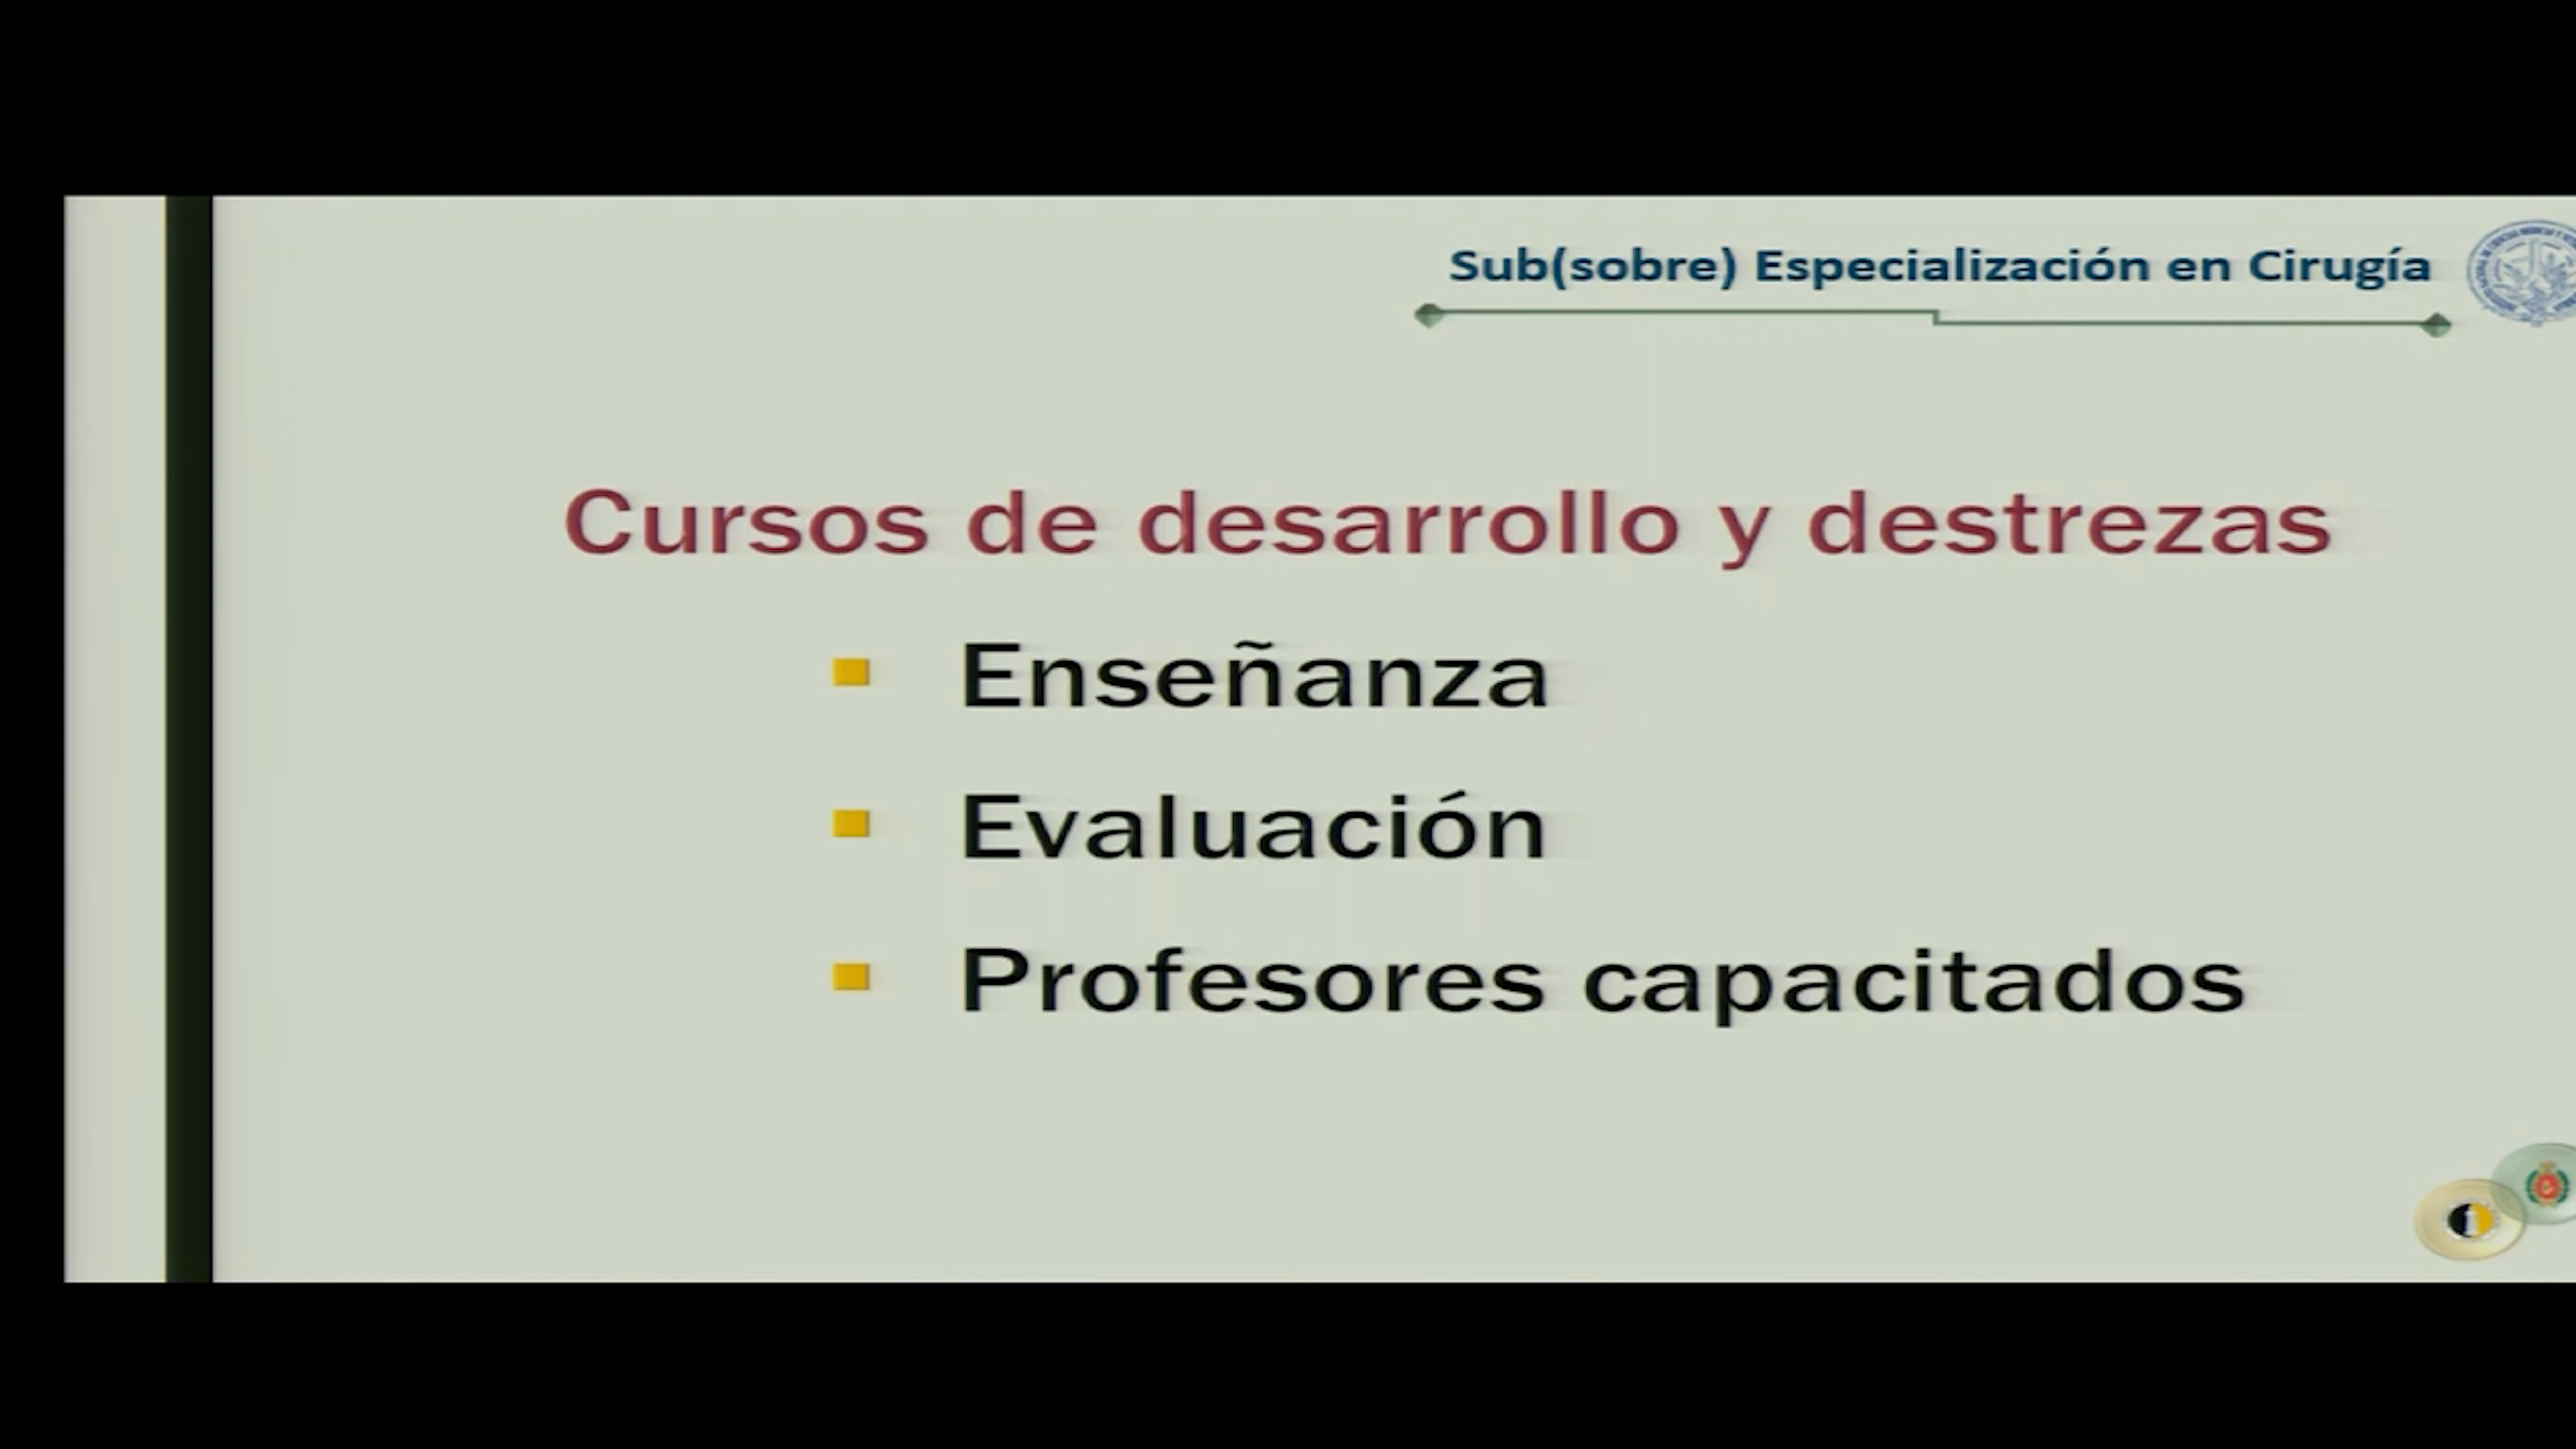 Sub(sobre) Especialización en Cirugía
Cursos de desarrollo y destrezas
Enseñanza
Evaluación
Profesores capacitados